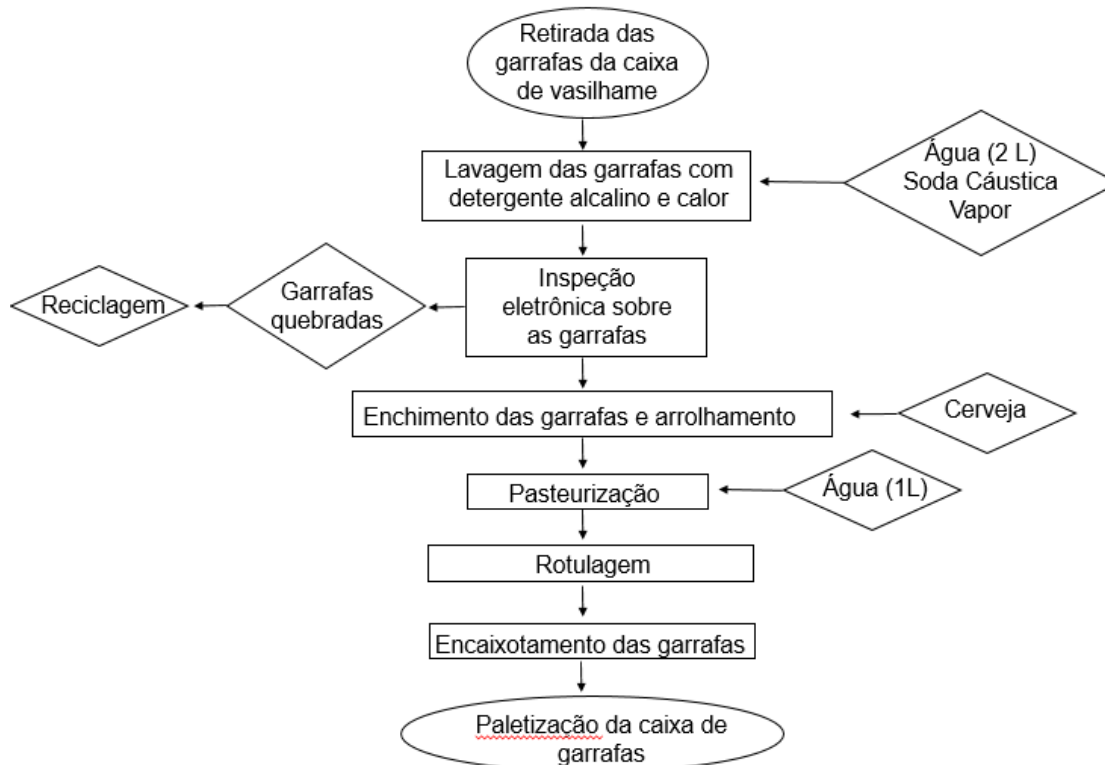 Retirada das
garrafas da caixa
de vasilhame
Lavagem das garrafas com
detergente alcalino e calor
Água (2 L)
Soda Cáustica
Vapor
Inspeção
eletrônica sobre
as garrafas
Garrafas
quebradas
Reciclagem
Enchimento das garrafas e arrolhamento
Cerveja
Pasteurização
Água (1L)
Rotulagem
Encaixotamento das garrafas
Paletização da caixa de
garrafas